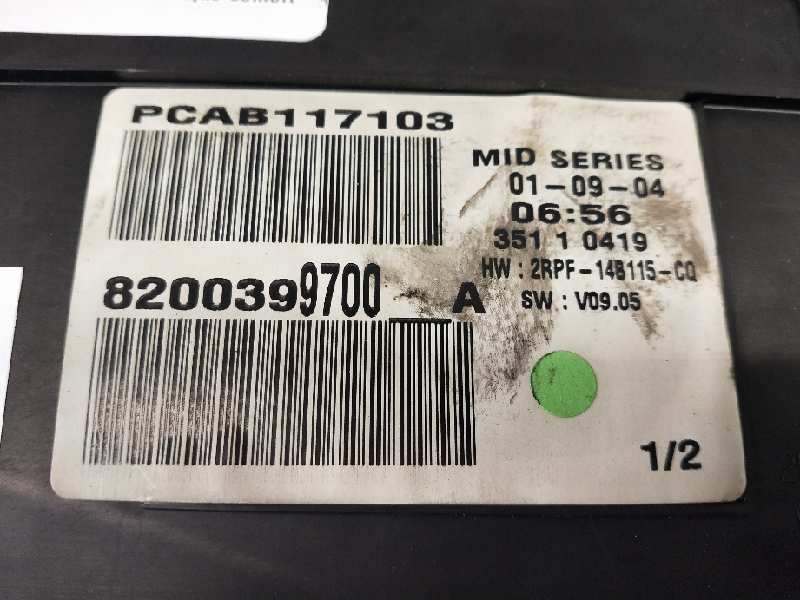 PCAB117103
MID SERIES
01-09-04
06:56
351 1 0419
HW : 2RPF-14B115-CQ
SW : V09.05
8200399700__A
1/2